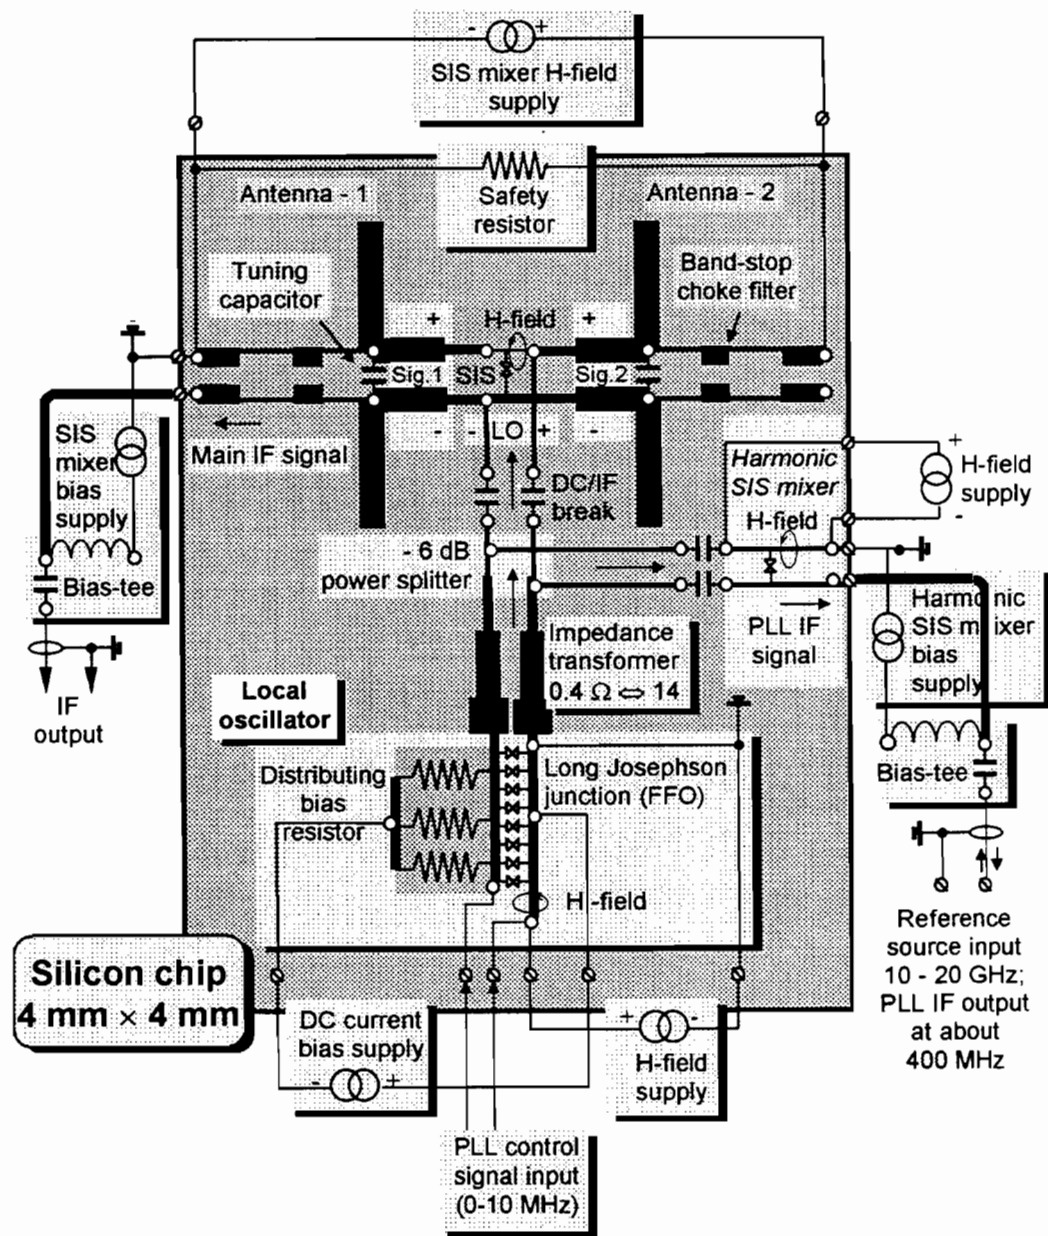 - +
SIS mixer H-field
supply
Safety
resistor
Antenna - 1
Antenna - 2
Tuning
capacitor
Band-stop
choke filter
+
H-field
+
Sig.1
SIS
Sig.2
-
-
LO
+
-
Main IF signal
SIS
mixer
bias
supply
Bias-tee
IF
output
DC/IF
break
Harmonic
SIS mixer
H-field
+
H-field
supply
-
- 6 dB
power splitter
PLL IF
signal
Harmonic
SIS mixer
bias
supply
Bias-tee
Impedance
transformer
0.4 Ω ⇔ 14
Local
oscillator
Distributing
bias
resistor
Long Josephson
junction (FFO)
H -field
Reference
source input
10 - 20 GHz;
PLL IF output
at about
400 MHz
Silicon chip
4 mm × 4 mm
DC current
bias supply
- +
+ -
H-field
supply
PLL control
signal input
(0-10 MHz)